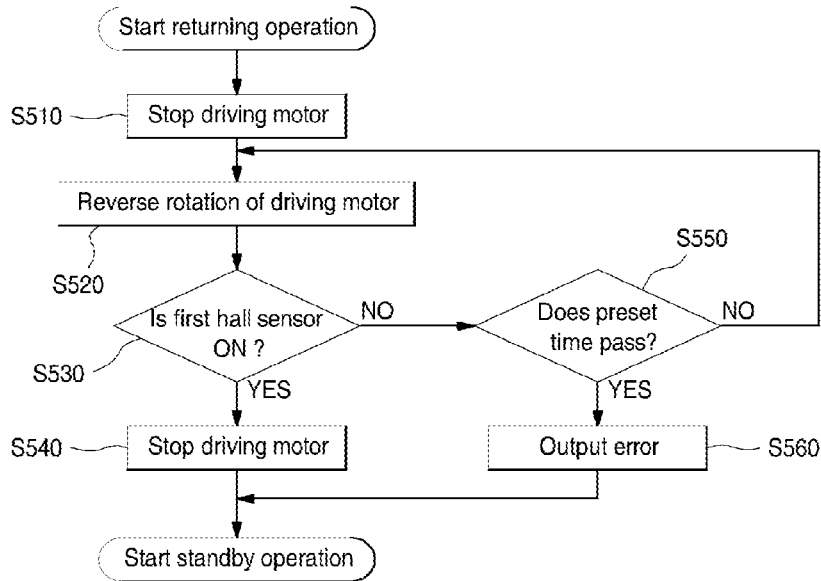 Start returning operation
S510
Stop driving motor
Reverse rotation of driving motor
S520
S550
Is first hall sensor
ON ?
NO
Does preset
time pass?
NO
S530
YES
YES
S540
Stop driving motor
Output error
S560
Start standby operation